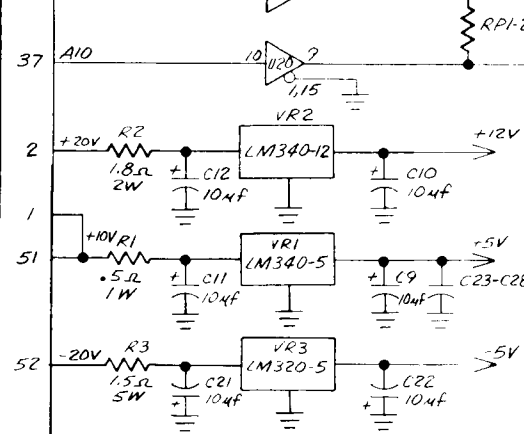 RP1-2
37 A10 10 U20 7
1,15
VR2
2 +20V R2 LM340-12 +12V
1.8Ω C12 C10
2W + 10µf + 10µf
1
+10V R1 VR1 +5V
51 LM340-5
.5Ω + C11 + C9 C23-C28
1W 10µf 10µf
VR3
52 -20V R3 LM320-5 -5V
1.5Ω C21 C22
5W + 10µf + 10µf